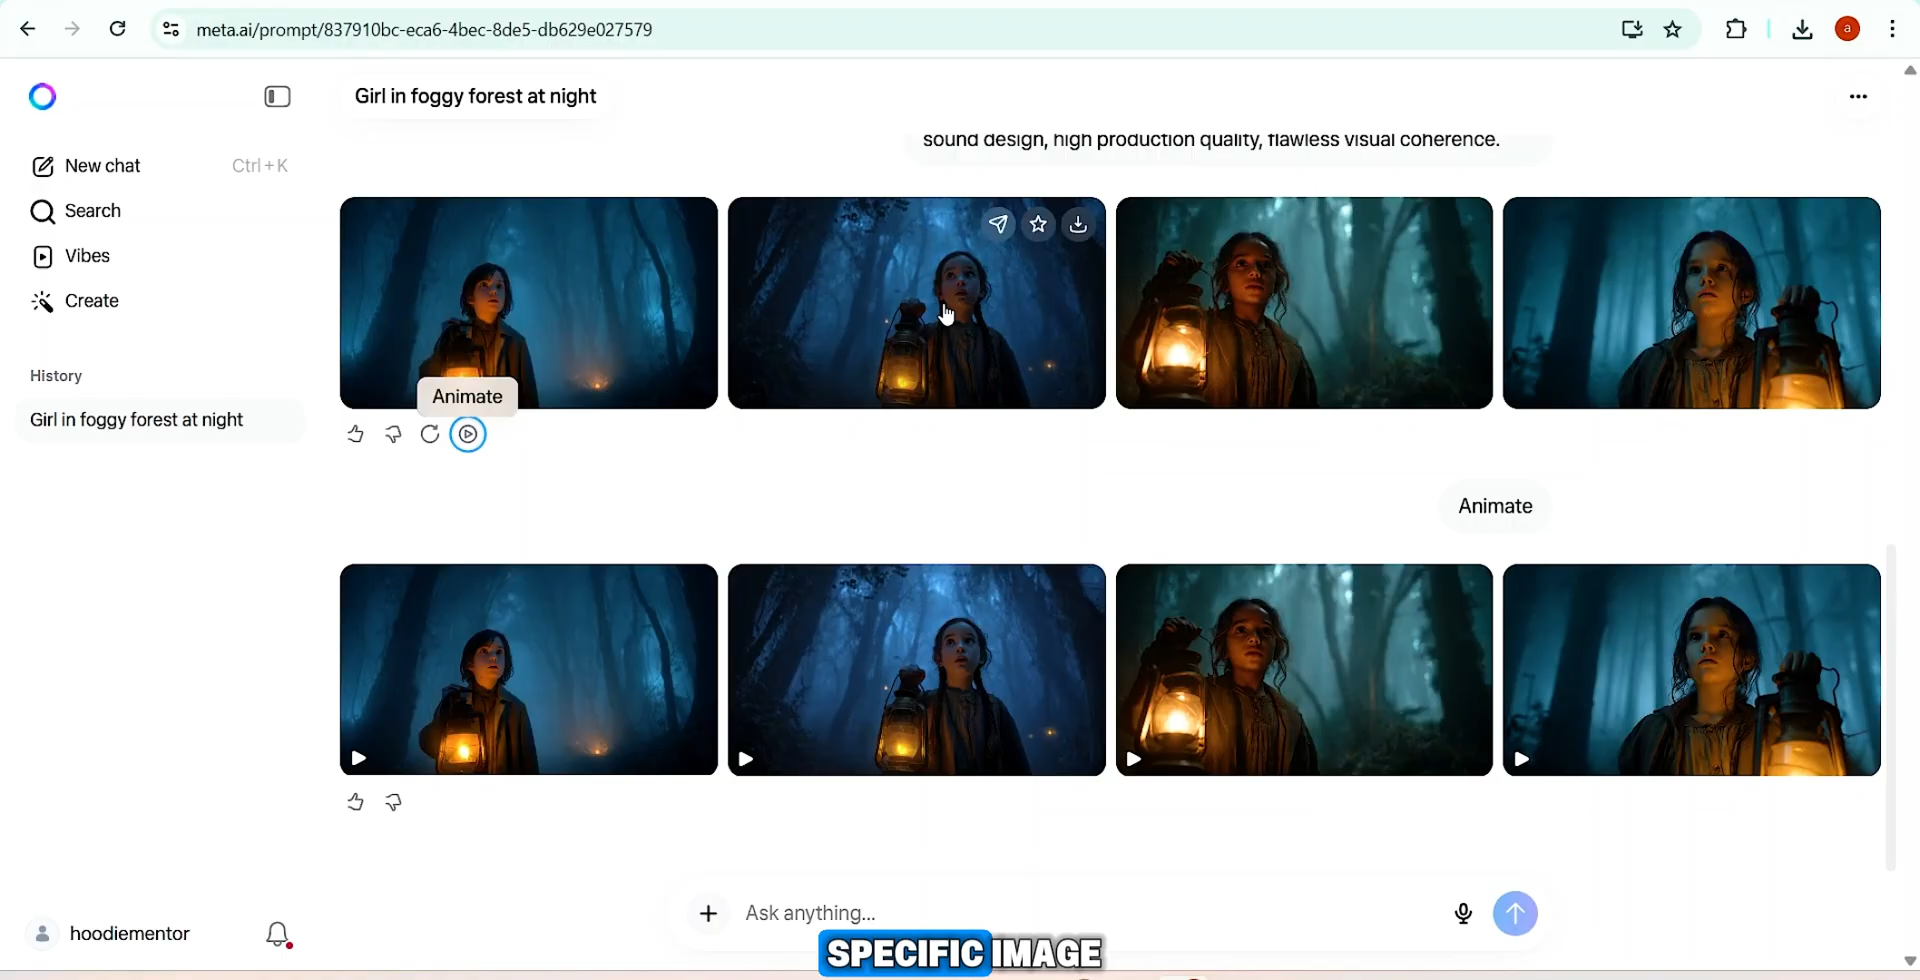 meta.ai/prompt/837910bc-eca6-4bec-8de5-db629e027579
a
Girl in foggy forest at night
sound design, high production quality, flawless visual coherence.
New chat
Ctrl+K
Search
Vibes
Create
History
Girl in foggy forest at night
Animate
Animate
Ask anything...
hoodiementor
SPECIFIC IMAGE